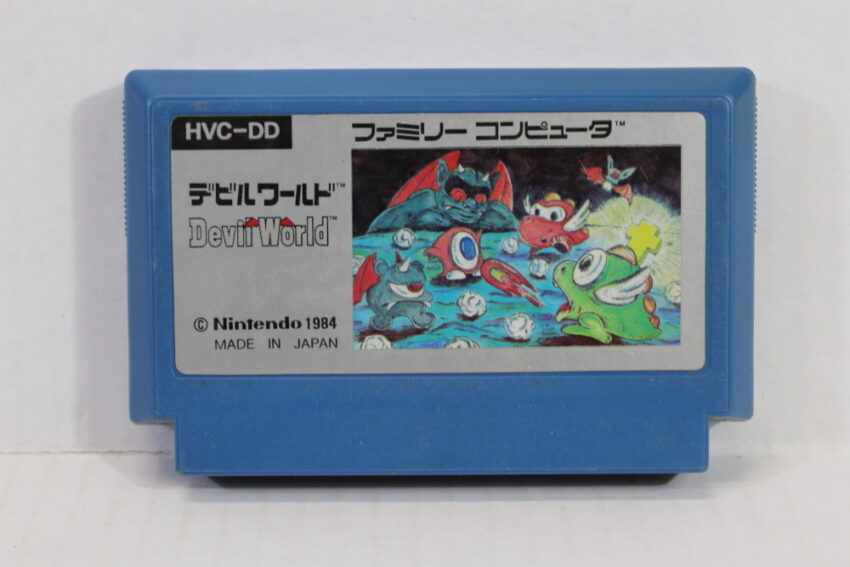 HVC-DD
ファミリー コンピュータ™
デビルワールド™
Devil World™
© Nintendo 1984
MADE IN JAPAN